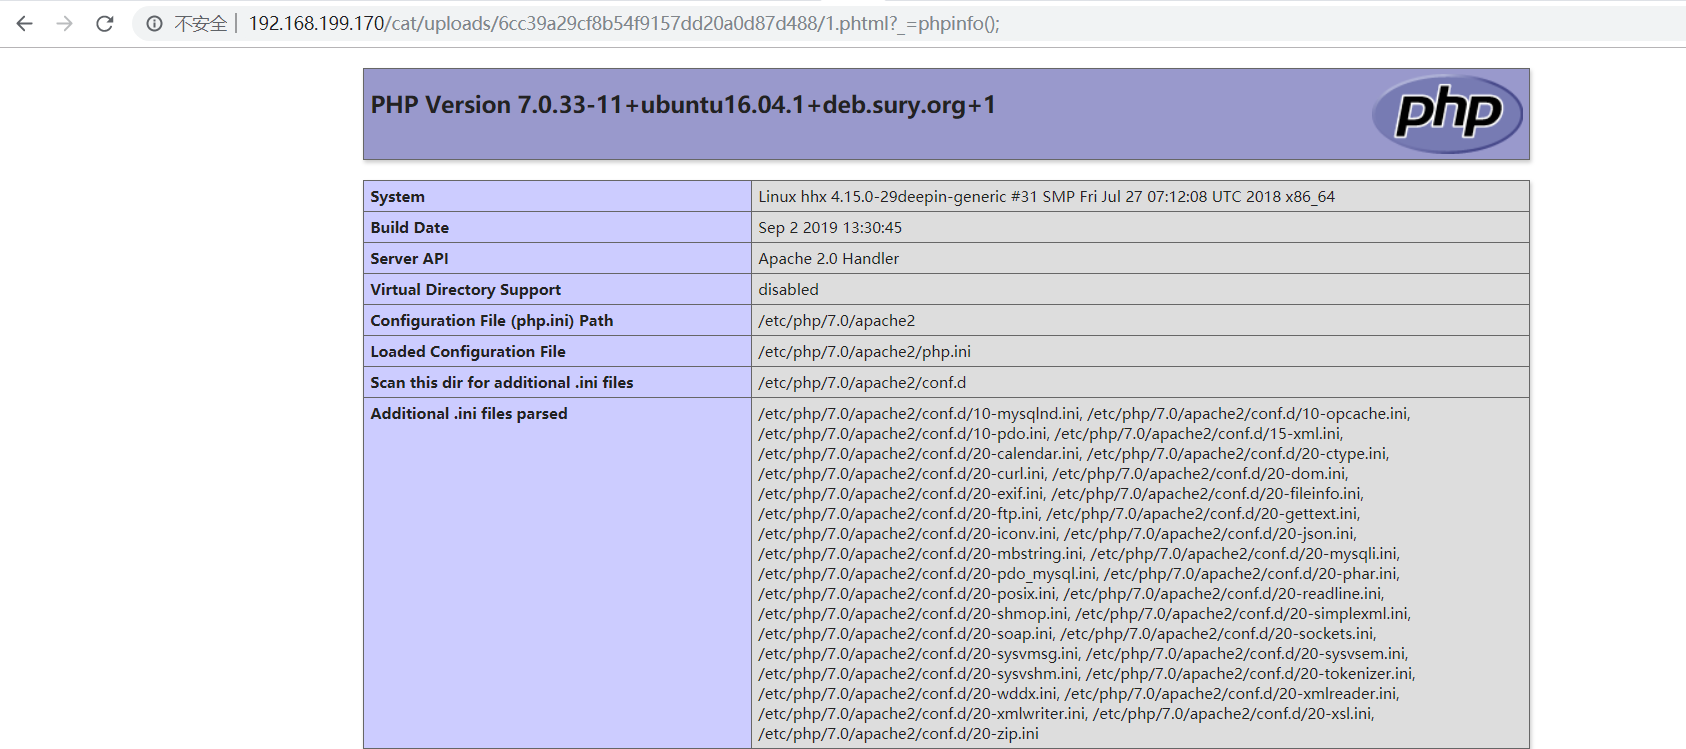 不安全 | 192.168.199.170/cat/uploads/6cc39a29cf8b54f9157dd20a0d87d488/1.phtml?_=phpinfo();
PHP Version 7.0.33-11+ubuntu16.04.1+deb.sury.org+1
php
System Linux hhx 4.15.0-29deepin-generic #31 SMP Fri Jul 27 07:12:08 UTC 2018 x86_64
Build Date Sep 2 2019 13:30:45
Server API Apache 2.0 Handler
Virtual Directory Support disabled
Configuration File (php.ini) Path /etc/php/7.0/apache2
Loaded Configuration File /etc/php/7.0/apache2/php.ini
Scan this dir for additional .ini files /etc/php/7.0/apache2/conf.d
Additional .ini files parsed /etc/php/7.0/apache2/conf.d/10-mysqlnd.ini, /etc/php/7.0/apache2/conf.d/10-opcache.ini,
/etc/php/7.0/apache2/conf.d/10-pdo.ini, /etc/php/7.0/apache2/conf.d/15-xml.ini,
/etc/php/7.0/apache2/conf.d/20-calendar.ini, /etc/php/7.0/apache2/conf.d/20-ctype.ini,
/etc/php/7.0/apache2/conf.d/20-curl.ini, /etc/php/7.0/apache2/conf.d/20-dom.ini,
/etc/php/7.0/apache2/conf.d/20-exif.ini, /etc/php/7.0/apache2/conf.d/20-fileinfo.ini,
/etc/php/7.0/apache2/conf.d/20-ftp.ini, /etc/php/7.0/apache2/conf.d/20-gettext.ini,
/etc/php/7.0/apache2/conf.d/20-iconv.ini, /etc/php/7.0/apache2/conf.d/20-json.ini,
/etc/php/7.0/apache2/conf.d/20-mbstring.ini, /etc/php/7.0/apache2/conf.d/20-mysqli.ini,
/etc/php/7.0/apache2/conf.d/20-pdo_mysql.ini, /etc/php/7.0/apache2/conf.d/20-phar.ini,
/etc/php/7.0/apache2/conf.d/20-posix.ini, /etc/php/7.0/apache2/conf.d/20-readline.ini,
/etc/php/7.0/apache2/conf.d/20-shmop.ini, /etc/php/7.0/apache2/conf.d/20-simplexml.ini,
/etc/php/7.0/apache2/conf.d/20-soap.ini, /etc/php/7.0/apache2/conf.d/20-sockets.ini,
/etc/php/7.0/apache2/conf.d/20-sysvmsg.ini, /etc/php/7.0/apache2/conf.d/20-sysvsem.ini,
/etc/php/7.0/apache2/conf.d/20-sysvshm.ini, /etc/php/7.0/apache2/conf.d/20-tokenizer.ini,
/etc/php/7.0/apache2/conf.d/20-wddx.ini, /etc/php/7.0/apache2/conf.d/20-xmlreader.ini,
/etc/php/7.0/apache2/conf.d/20-xmlwriter.ini, /etc/php/7.0/apache2/conf.d/20-xsl.ini,
/etc/php/7.0/apache2/conf.d/20-zip.ini